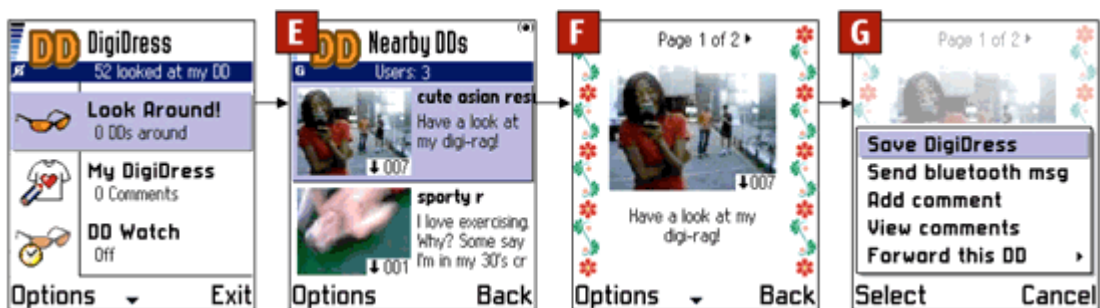 DD DigiDress
52 looked at my DD
Look Around!
0 DDs around
My DigiDress
0 Comments
DD Watch
Off
Options
Exit
E
DD Nearby DDs
G
Users: 3
cute asian resi
Have a look at
my digi-rag!
007
sporty r
I love exercising.
Why? Some say
I'm in my 30's cr
001
Options
Back
F
Page 1 of 2
007
Have a look at my
digi-rag!
Options
Back
G
Page 1 of 2
Save DigiDress
Send bluetooth msg
Add comment
View comments
Forward this DD
Select
Cancel